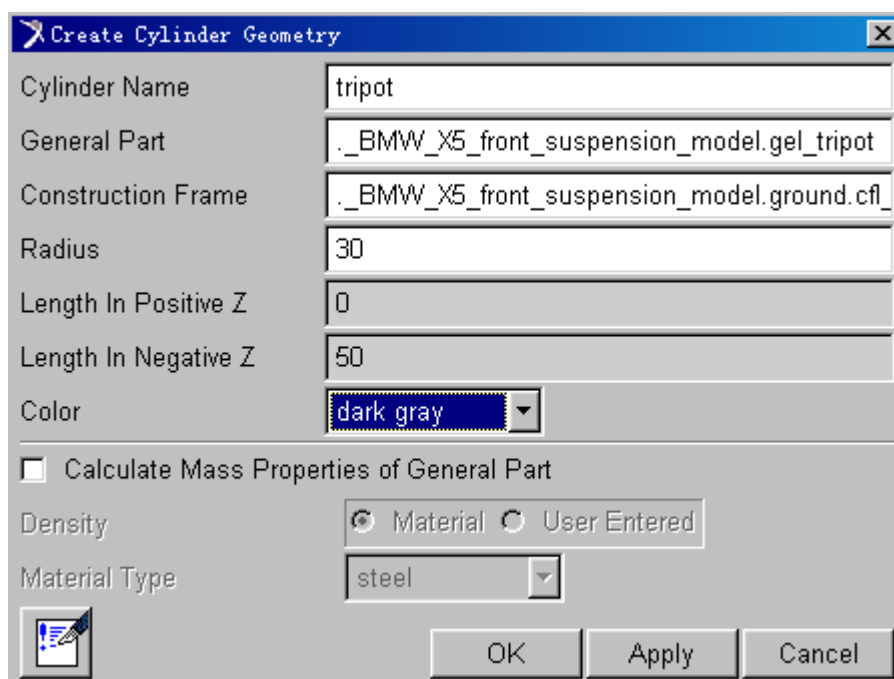 Create Cylinder Geometry
Cylinder Name tripot
General Part ._BMW_X5_front_suspension_model.gel_tripot
Construction Frame ._BMW_X5_front_suspension_model.ground.cfl_
Radius 30
Length In Positive Z 0
Length In Negative Z 50
Color dark gray
Calculate Mass Properties of General Part
Density Material User Entered
Material Type steel
OK Apply Cancel